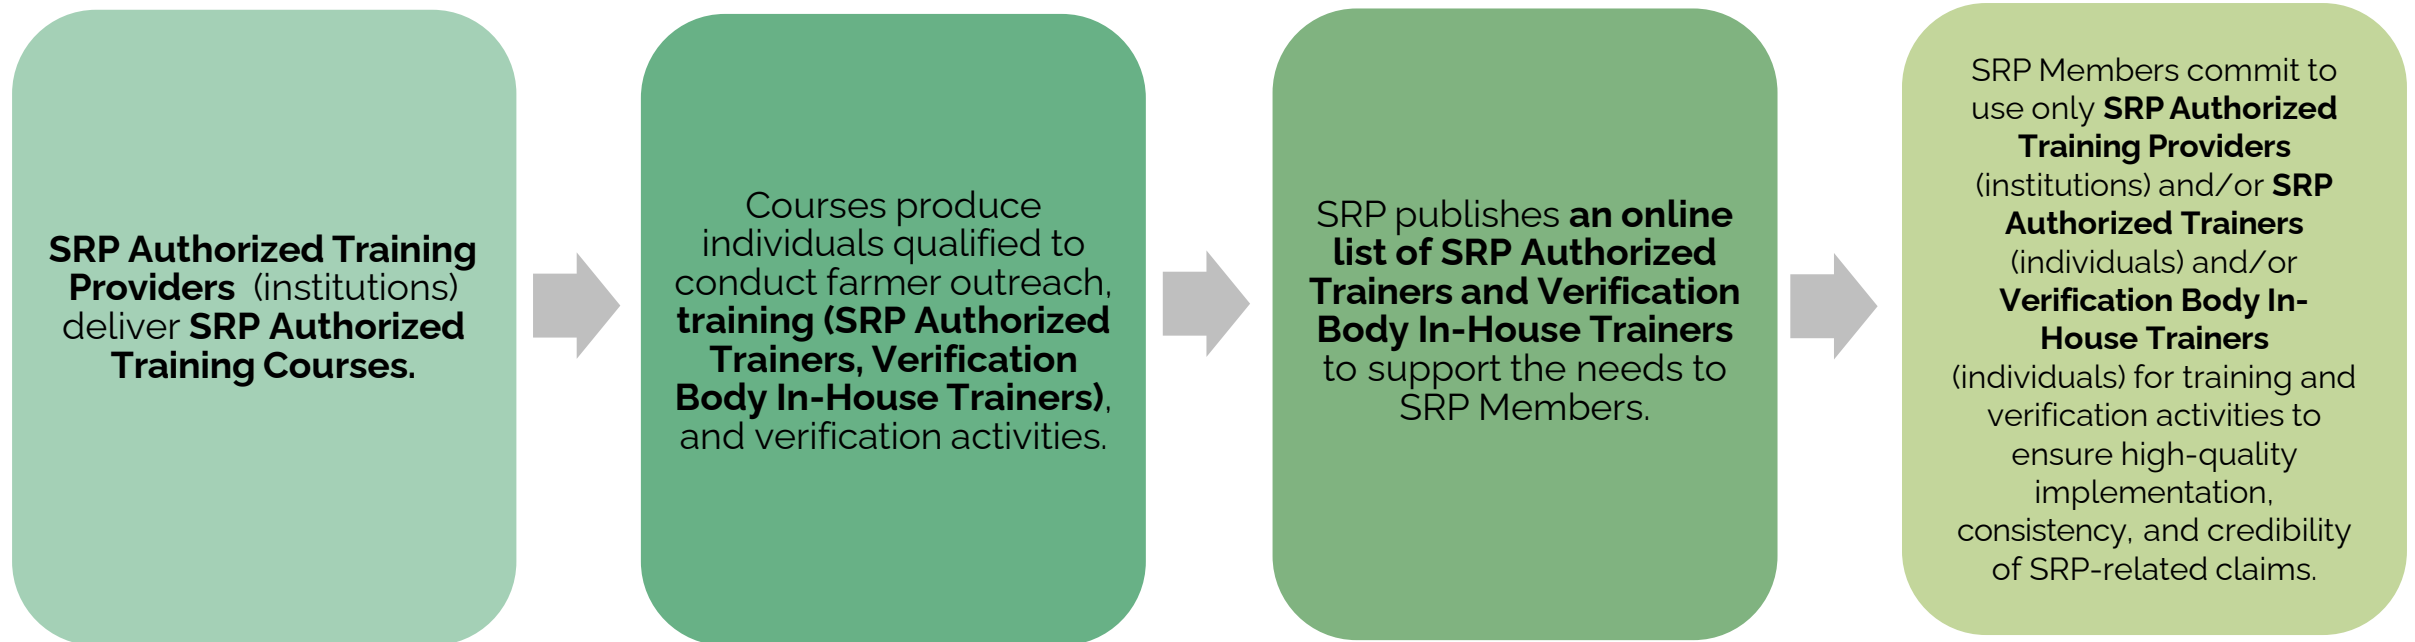 SRP Authorized Training
Providers (institutions)
deliver SRP Authorized
Training Courses.
Courses produce
individuals qualified to
conduct farmer outreach,
training (SRP Authorized
Trainers, Verification
Body In-House Trainers),
and verification activities.
SRP publishes an online
list of SRP Authorized
Trainers and Verification
Body In-House Trainers
to support the needs to
SRP Members.
SRP Members commit to
use only SRP Authorized
Training Providers
(institutions) and/or SRP
Authorized Trainers
(individuals) and/or
Verification Body In-
House Trainers
(individuals) for training and
verification activities to
ensure high-quality
implementation,
consistency, and credibility
of SRP-related claims.